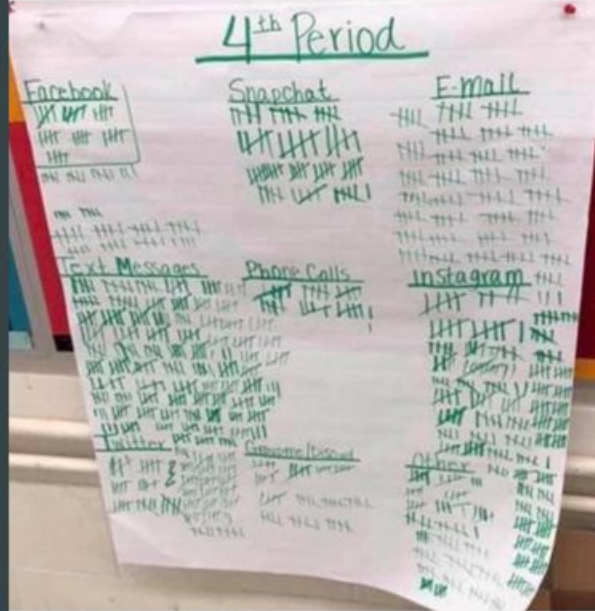 4th Period
Facebook
Snapchat
E-mail
Text Messages
Phone Calls
Instagram
Twitter
Other